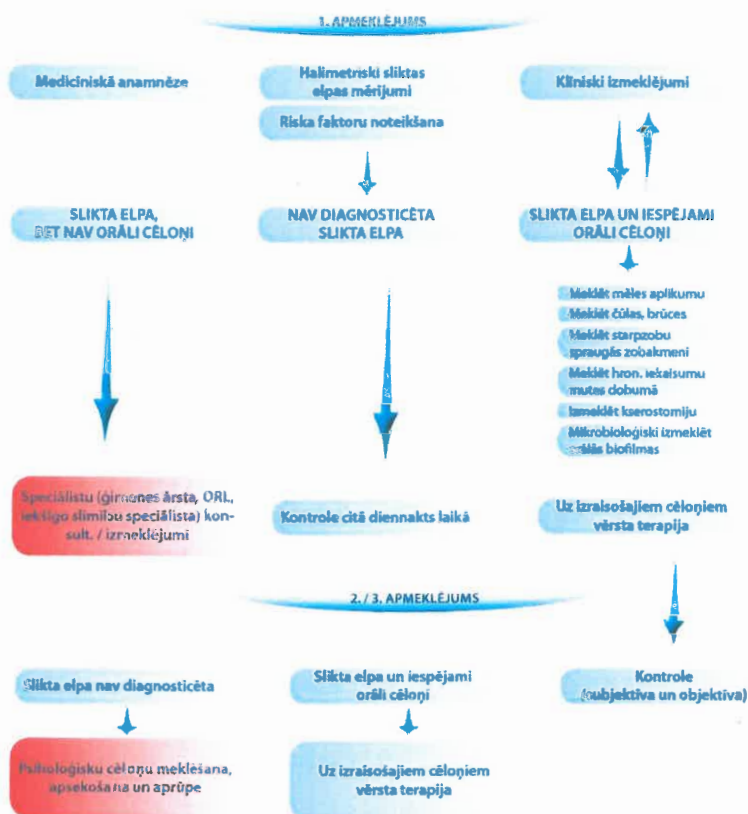 1. APMEKLĒJUMS
Medicīniskā anamnēze
Halimetriski sliktas
elpas mērījumi
Riska faktoru noteikšana
Klīniski izmeklējumi
SLIKTA ELPA,
BET NAV ORĀLI CĒLOŅI
NAV DIAGNOSTICĒTA
SLIKTA ELPA
SLIKTA ELPA UN IESPĒJAMI
ORĀLI CĒLOŅI
Meklēt mēles aplikumu
Meklēt čūlas, brūces
Meklēt starpzobu
spraugās zobakmeni
Meklēt hron. iekaisumu
mutes dobumā
Izmeklēt kserostomiju
Mikrobioloģiski izmeklēt
orālās biofilmas
Speciālistu (ģimenes ārsta, ORL,
iekšķīgo slimību speciālista) kon-
sult. / izmeklējumi
Kontrole citā diennakts laikā
Uz izraisošajiem cēloņiem
vērsta terapija
2. / 3. APMEKLĒJUMS
Slikta elpa nav diagnosticēta
Slikta elpa un iespējami
orāli cēloņi
Kontrole
(subjektīva un objektīva)
Psiholoģisku cēloņu meklēšana,
apsekošana un aprūpe
Uz izraisošajiem cēloņiem
vērsta terapija